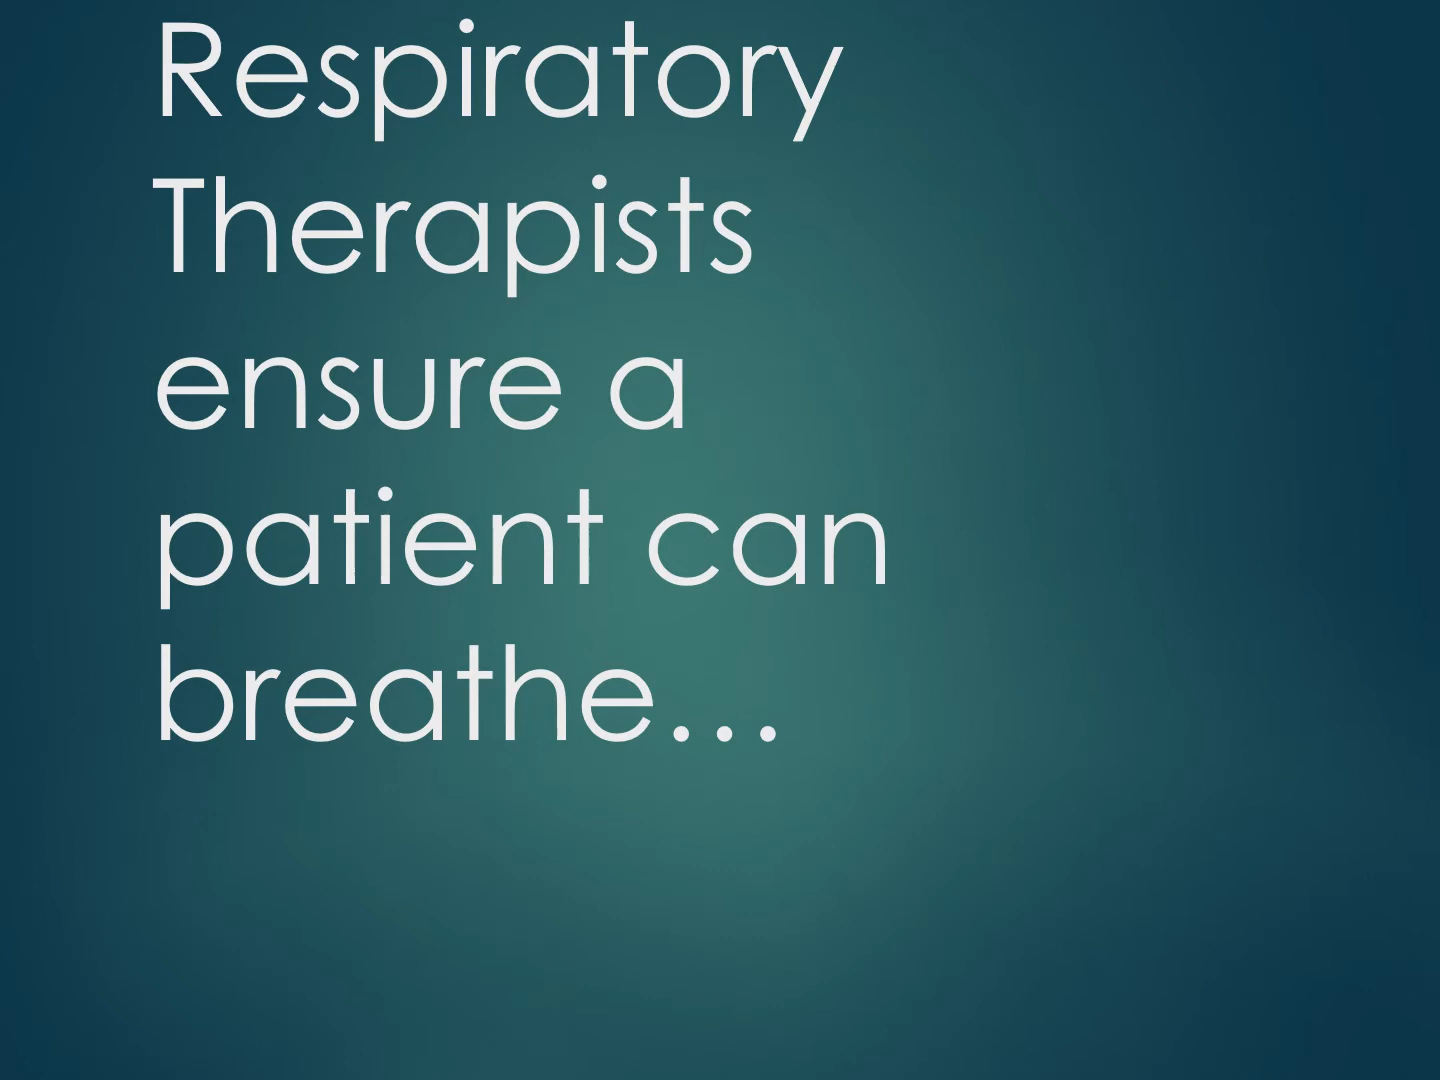 Respiratory
Therapists
ensure a
patient can
breathe…